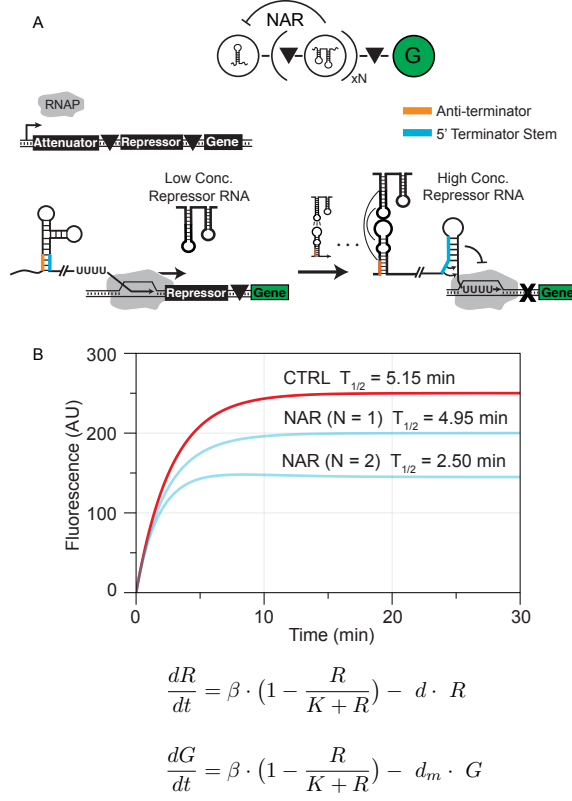 A
NAR
xN
G
RNAP
Attenuator Repressor Gene
Anti-terminator
5' Terminator Stem
Low Conc.
Repressor RNA
High Conc.
Repressor RNA
UUUU
Repressor Gene
...
UUUU
X Gene
B
300
200
100
0
Fluorescence (AU)
CTRL T1/2 = 5.15 min
NAR (N = 1) T1/2 = 4.95 min
NAR (N = 2) T1/2 = 2.50 min
0 10 20 30
Time (min)
dR/dt = β · (1 − R/(K + R)) − d · R
dG/dt = β · (1 − R/(K + R)) − dm · G